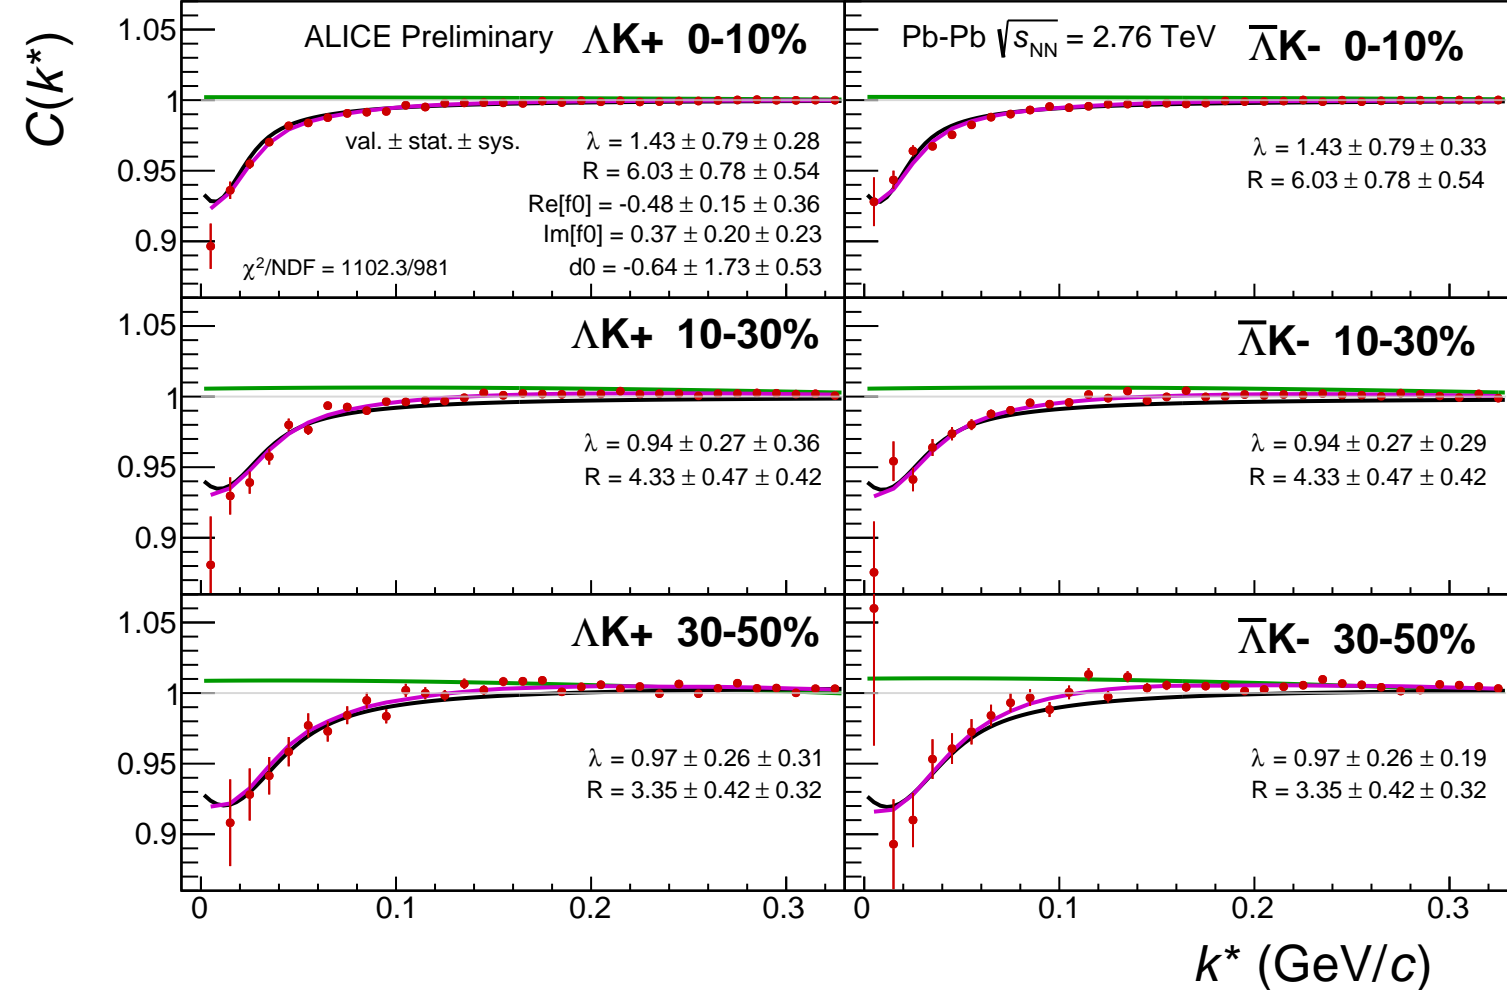 C(k*)
ALICE Preliminary ΛK+ 0-10%
1.05
1
0.95
0.9
val. ± stat. ± sys.
λ = 1.43 ± 0.79 ± 0.28
R = 6.03 ± 0.78 ± 0.54
Re[f0] = -0.48 ± 0.15 ± 0.36
Im[f0] = 0.37 ± 0.20 ± 0.23
d0 = -0.64 ± 1.73 ± 0.53
χ²/NDF = 1102.3/981
Pb-Pb √s_NN = 2.76 TeV Λ̅K- 0-10%
λ = 1.43 ± 0.79 ± 0.33
R = 6.03 ± 0.78 ± 0.54
ΛK+ 10-30%
1.05
1
0.95
0.9
λ = 0.94 ± 0.27 ± 0.36
R = 4.33 ± 0.47 ± 0.42
Λ̅K- 10-30%
λ = 0.94 ± 0.27 ± 0.29
R = 4.33 ± 0.47 ± 0.42
ΛK+ 30-50%
1.05
1
0.95
0.9
λ = 0.97 ± 0.26 ± 0.31
R = 3.35 ± 0.42 ± 0.32
Λ̅K- 30-50%
λ = 0.97 ± 0.26 ± 0.19
R = 3.35 ± 0.42 ± 0.32
0 0.1 0.2 0.3 0 0.1 0.2 0.3
k* (GeV/c)